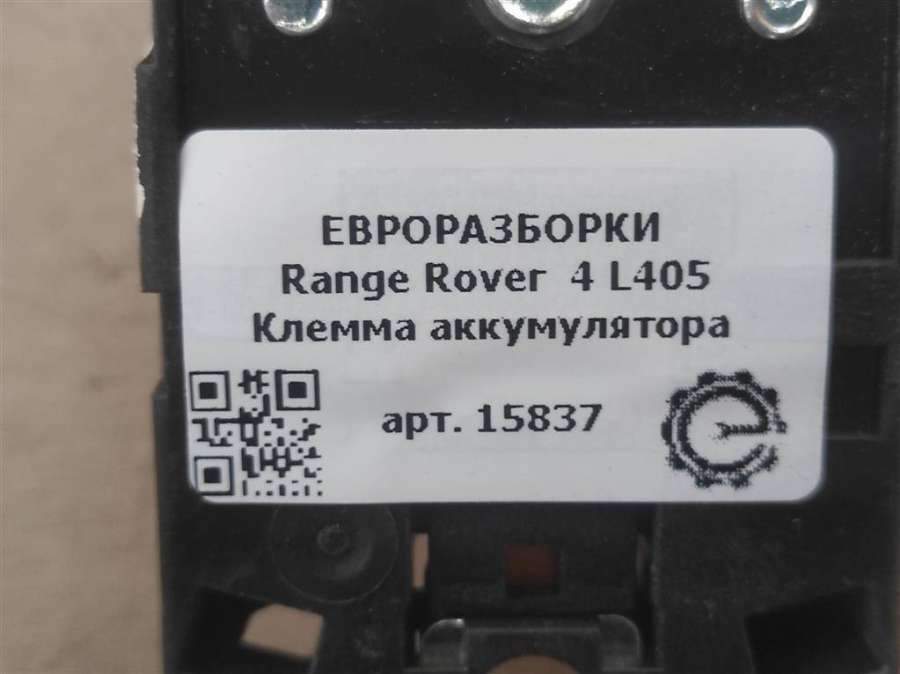 ЕВРОРАЗБОРКИ
Range Rover 4 L405
Клемма аккумулятора
арт. 15837